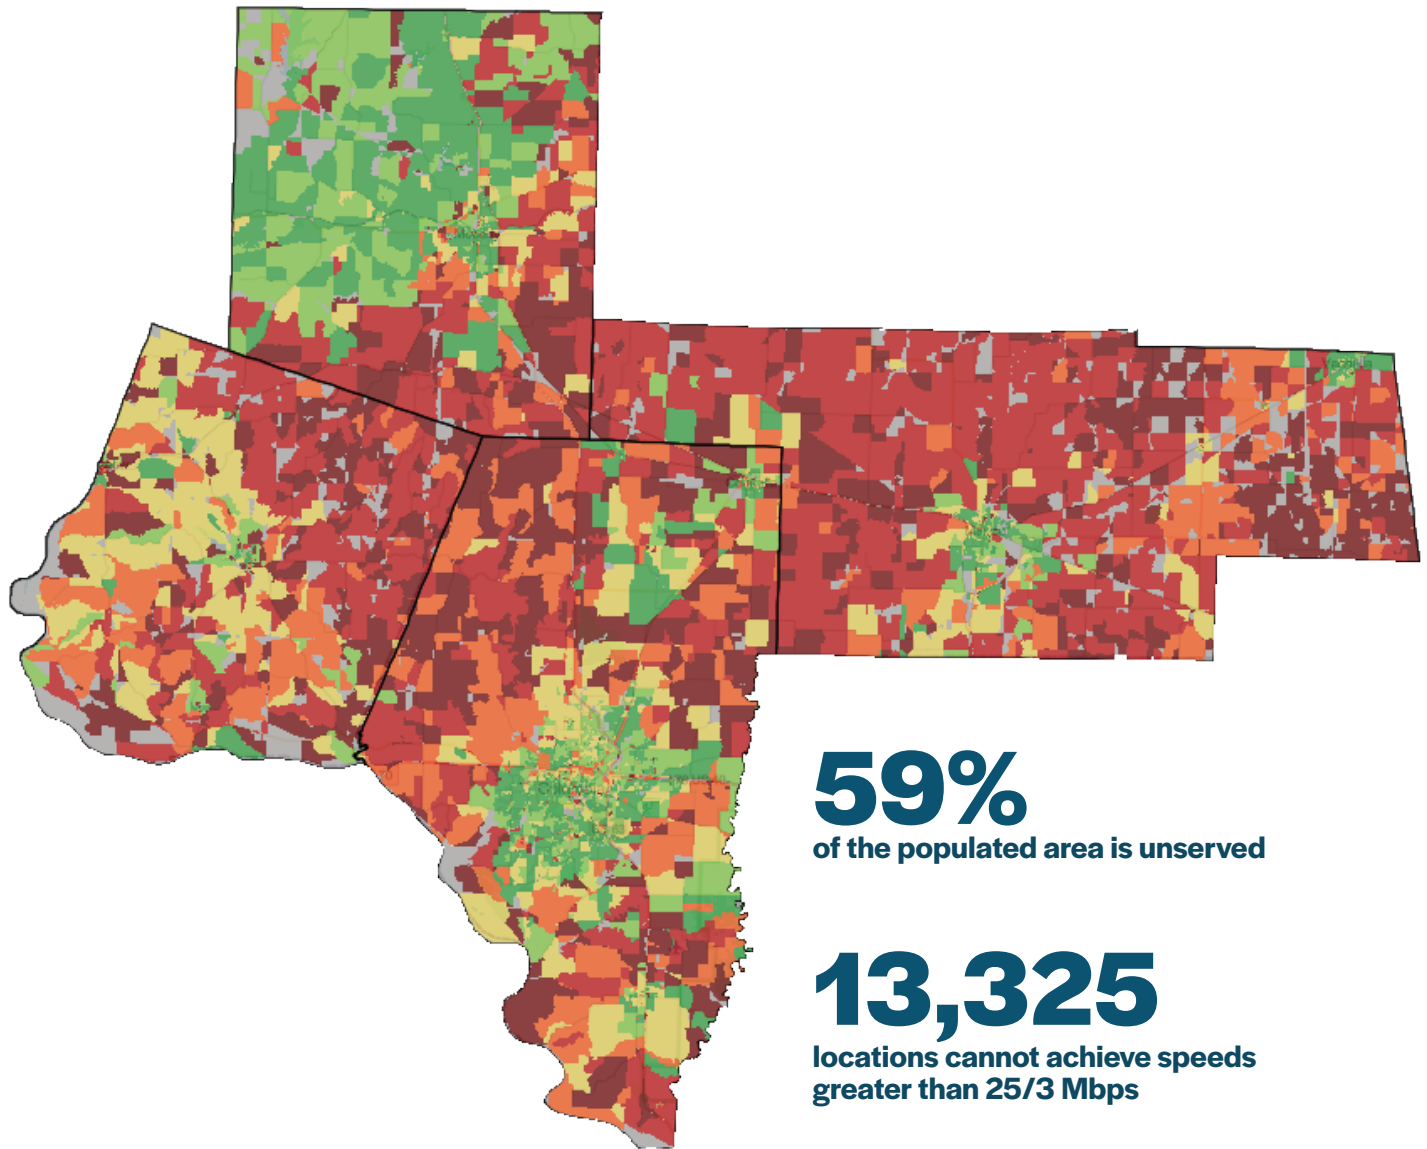 59%
of the populated area is unserved
13,325
locations cannot achieve speeds
greater than 25/3 Mbps